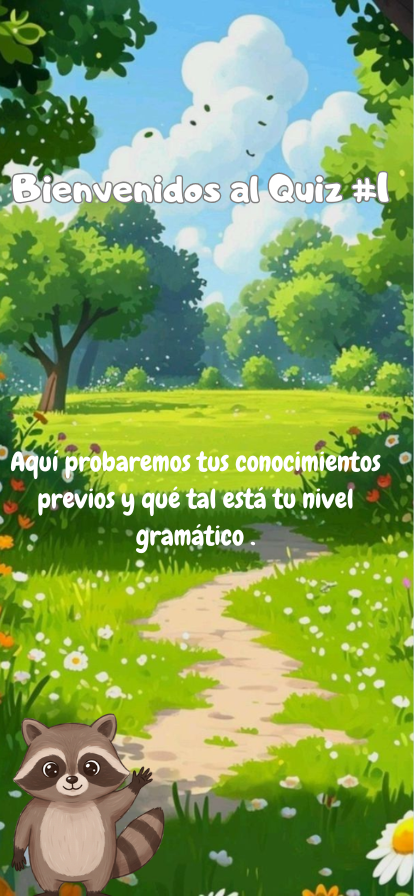 Bienvenidos al Quiz #1
Aquí probaremos tus conocimientos
previos y qué tal está tu nivel
gramático .